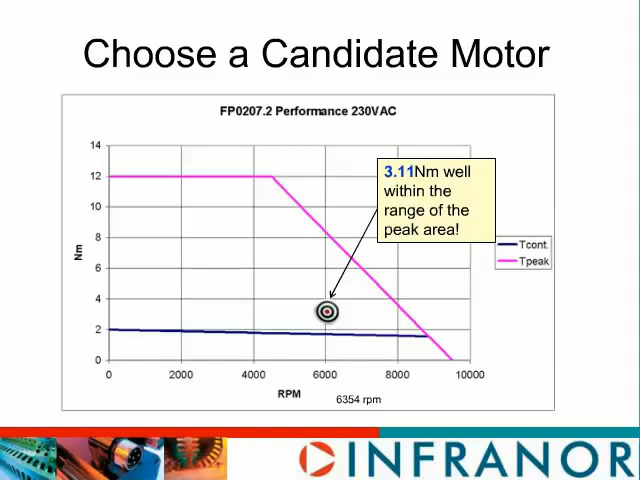 Choose a Candidate Motor
FP0207.2 Performance 230VAC
14
12
10
8
6
4
2
0
Nm
3.11Nm well
within the
range of the
peak area!
Tcont.
Tpeak
0 2000 4000 6000 8000 10000
RPM
6354 rpm
INFRANOR